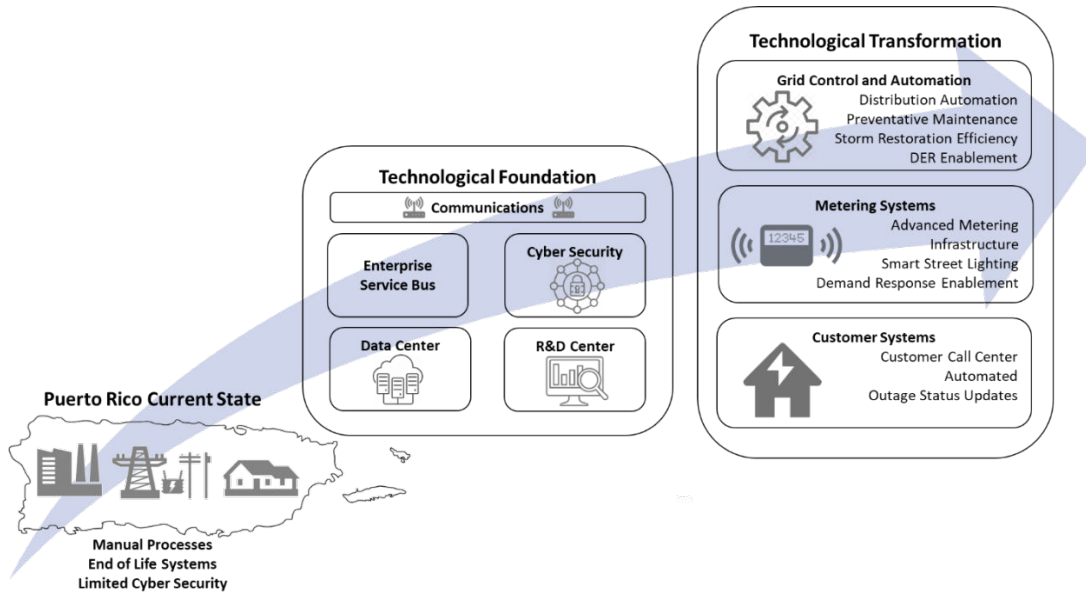 Puerto Rico Current State
Manual Processes
End of Life Systems
Limited Cyber Security
Technological Foundation
Communications
Enterprise
Service Bus
Cyber Security
Data Center
R&D Center
Technological Transformation
Grid Control and Automation
Distribution Automation
Preventative Maintenance
Storm Restoration Efficiency
DER Enablement
Metering Systems
12345
Advanced Metering
Infrastructure
Smart Street Lighting
Demand Response Enablement
Customer Systems
Customer Call Center
Automated
Outage Status Updates